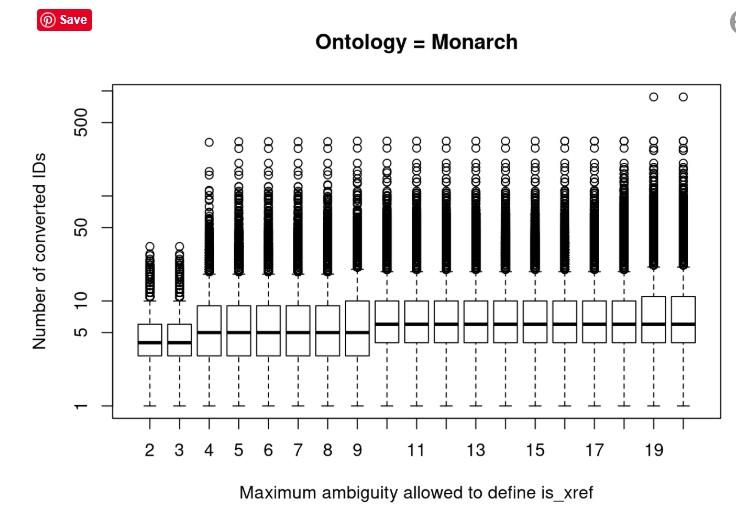 Save
Ontology = Monarch
Number of converted IDs
500
50
10
5
1
2 3 4 5 6 7 8 9 11 13 15 17 19
Maximum ambiguity allowed to define is_xref